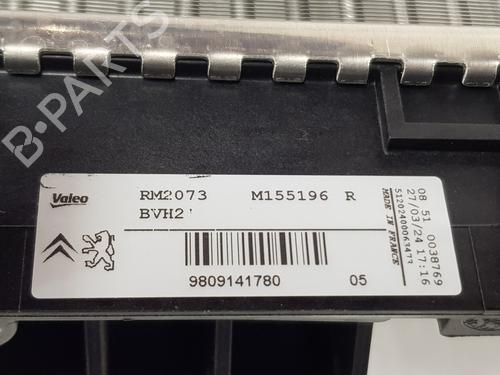 B-PARTS
Valeo
RM2073 M155196 R
BVH2
9809141780 05
MADE IN FRANCE
08 51 0038769
27/03/24 17:16